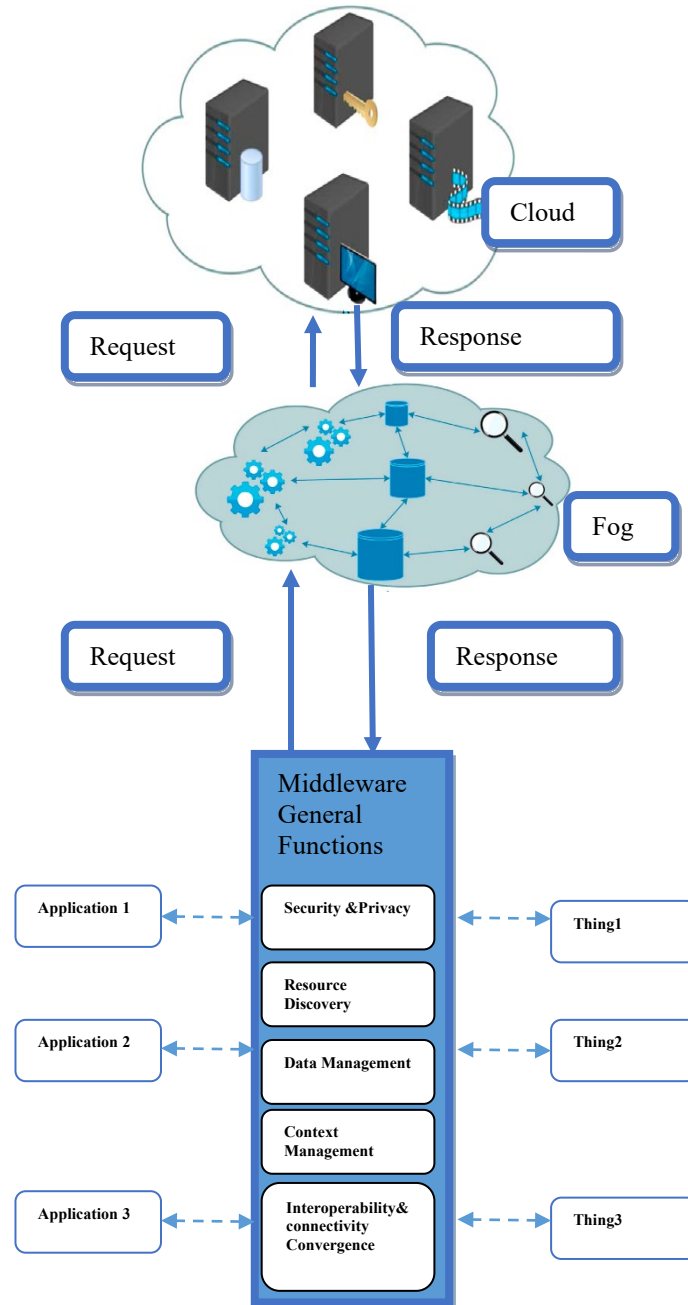 Cloud
Request
Response
Fog
Request
Response
Middleware
General
Functions
Application 1
Security &Privacy
Thing1
Resource
Discovery
Application 2
Data Management
Thing2
Context
Management
Application 3
Interoperability&
connectivity
Convergence
Thing3